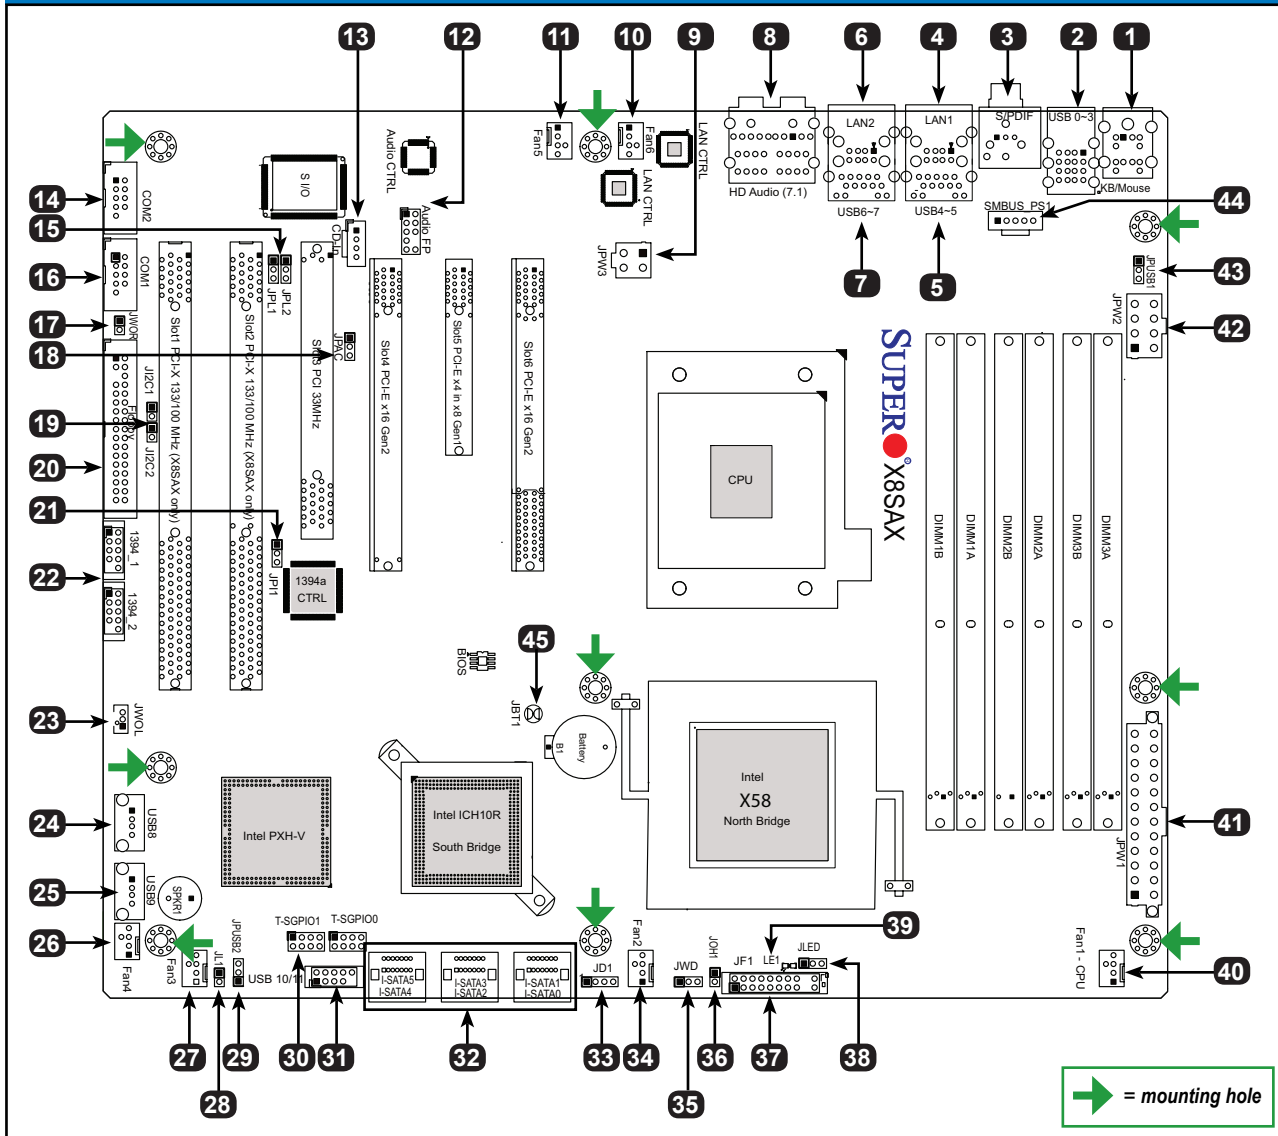 13
12
11
10
9
8
6
4
3
2
1
Fan5
Fan6
LAN CTRL
LAN CTRL
Audio CTRL
S I/O
HD Audio (7.1)
LAN2
USB6~7
LAN1
USB4~5
S/PDIF
USB 0~3
KB/Mouse
SMBUS_PS1
44
14
COM2
15
16
COM1
CD-In
Audio FP
JPW3
7
5
JPUSB1
43
JPW2
42
17
JWOR
18
JPL1
JPL2
JPAC
Slot1 PCI-X 133/100 MHz (X8SAX only)
Slot2 PCI-X 133/100 MHz (X8SAX only)
Slot3 PCI 33MHz
Slot4 PCI-E x16 Gen2
Slot5 PCI-E x4 in x8 Gen1
Slot6 PCI-E x16 Gen2
SUPER
®
X8SAX
CPU
JI2C1
Floppy
JI2C2
19
20
21
22
1394_1
1394_2
JPI1
1394a
CTRL
DIMM1B
DIMM1A
DIMM2B
DIMM2A
DIMM3B
DIMM3A
BIOS
45
JBT1
Battery
B1
23
JWOL
24
USB8
25
USB9
26
Fan4
SPKR1
Intel PXH-V
Intel ICH10R
South Bridge
Intel
X58
North Bridge
41
JPW1
T-SGPIO1
T-SGPIO0
Fan3
JL1
JPUSB2
USB 10/11
I-SATA5
I-SATA4
I-SATA3
I-SATA2
I-SATA1
I-SATA0
JD1
1
Fan2
JWD
JOH1
JF1
LE1
JLED
39
Fan1 - CPU
40
27
28
29
30
31
32
33
34
35
36
37
38
= mounting hole